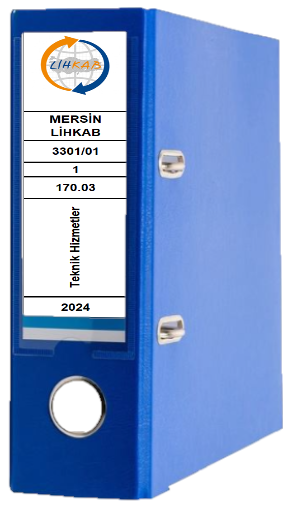 LİHKAB
MERSİN
LİHKAB
3301/01
1
170.03
Teknik Hizmetler
2024